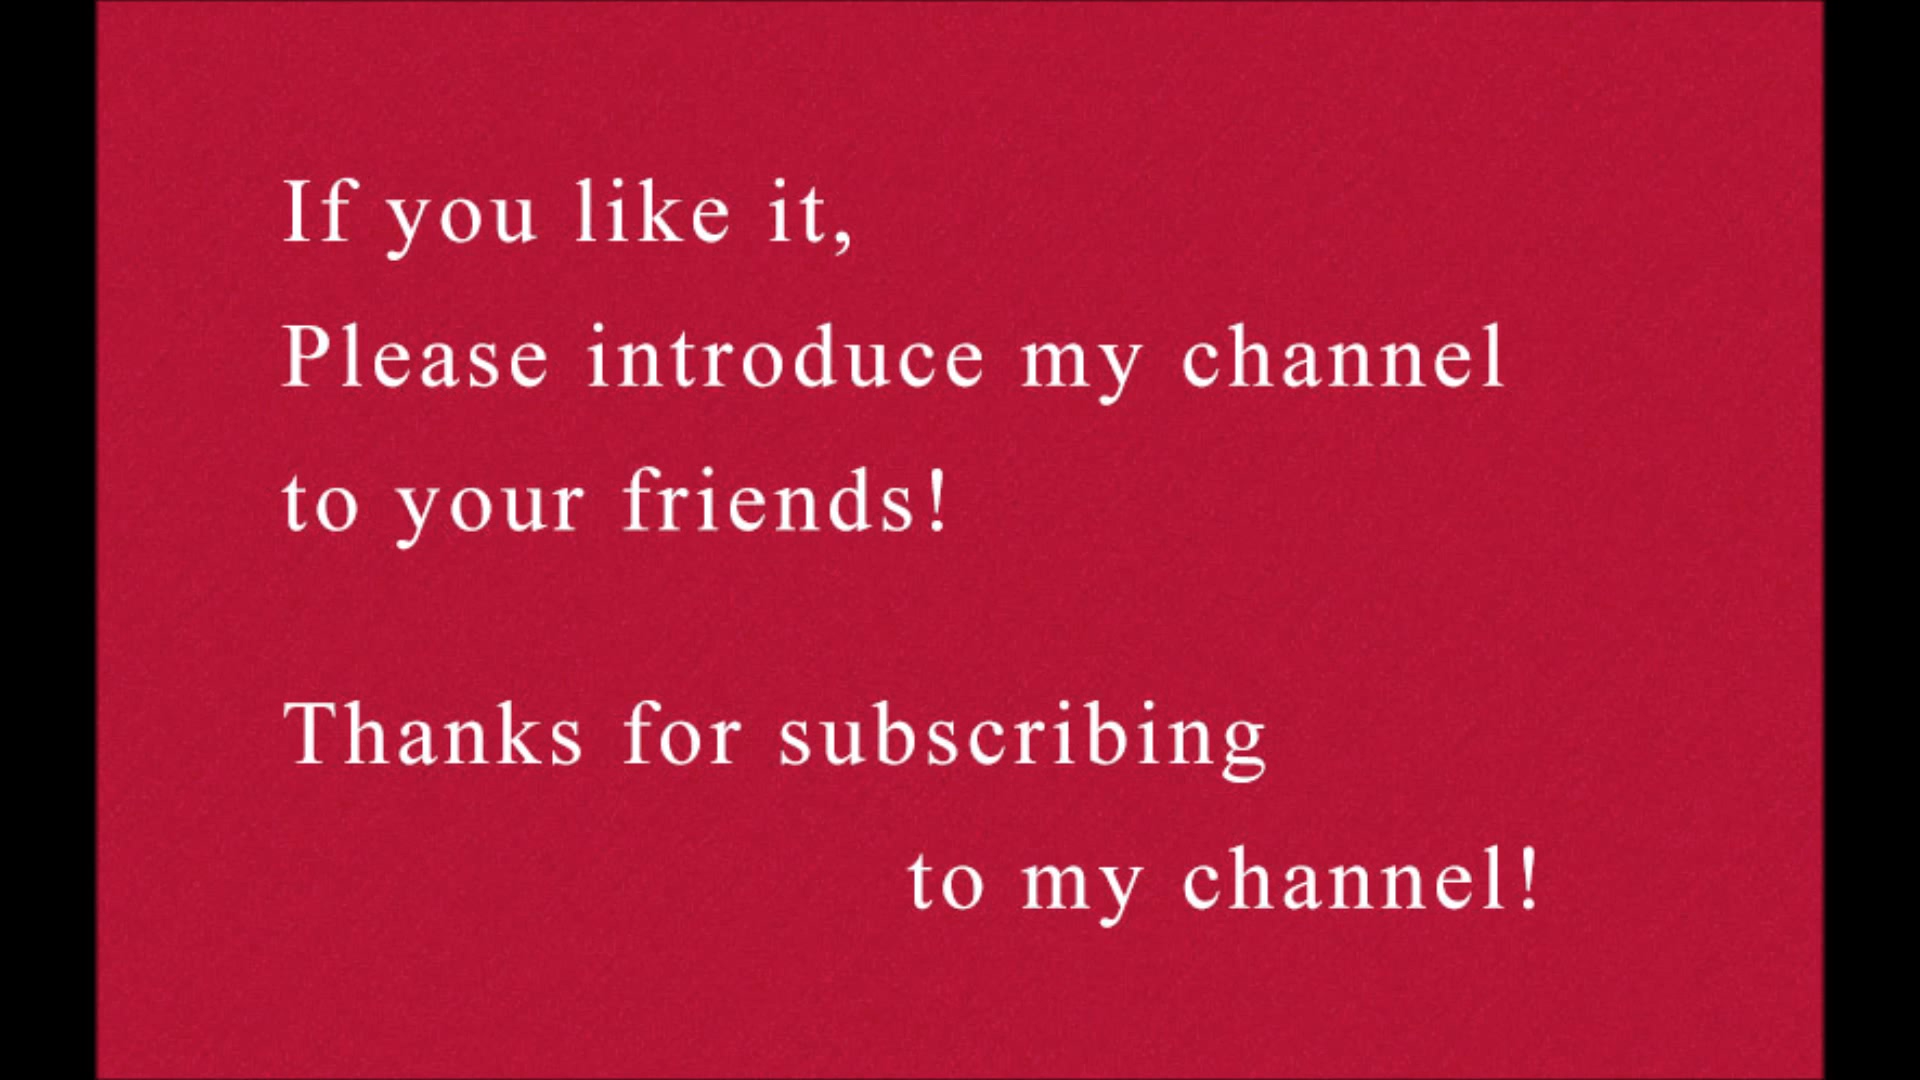 If you like it,
Please introduce my channel
to your friends!
Thanks for subscribing
to my channel!